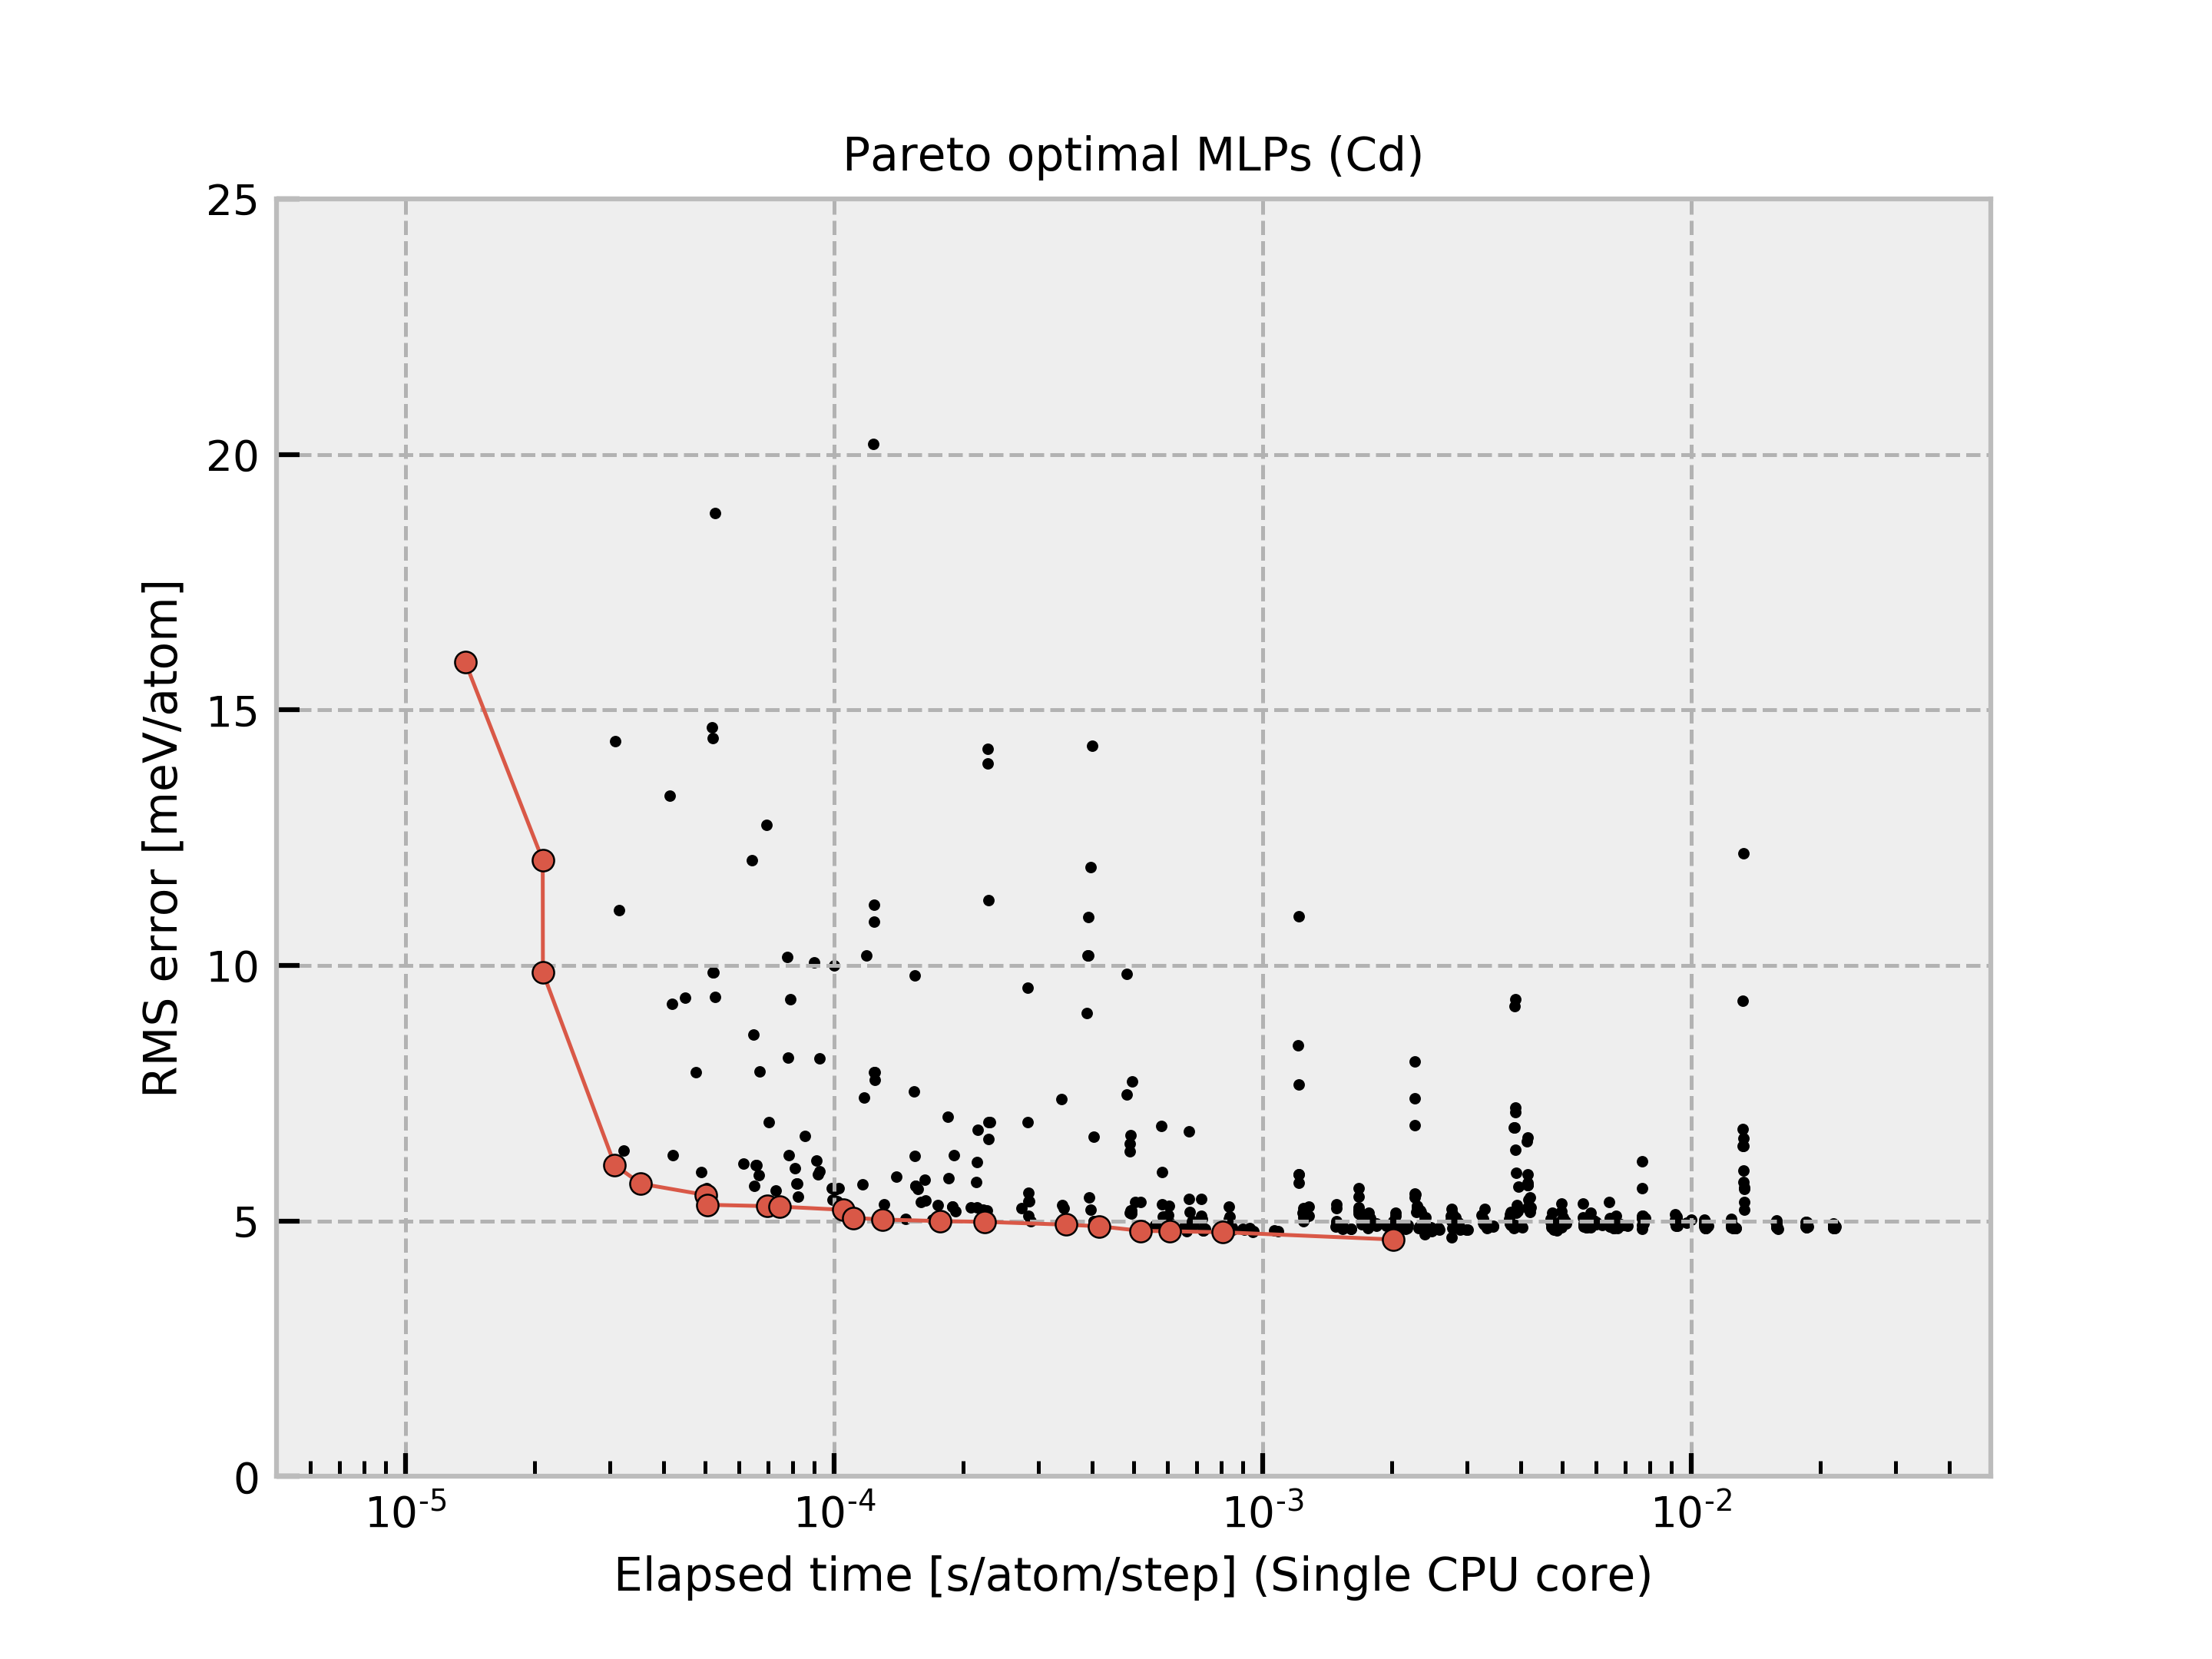 Pareto optimal MLPs (Cd)
25
20
15
10
5
0
RMS error [meV/atom]
10-5 10-4 10-3 10-2
Elapsed time [s/atom/step] (Single CPU core)